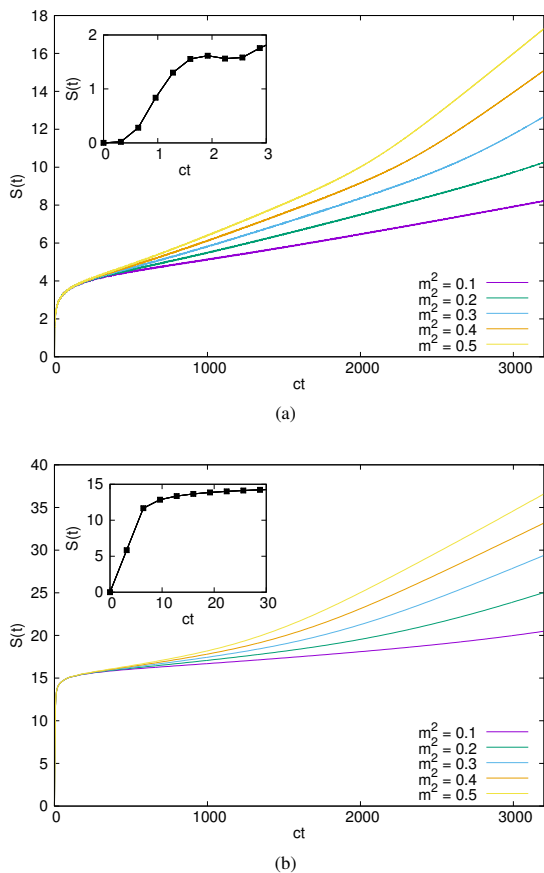 18
16
14
12
10
8
6
4
2
0
S(t)
2
1
0
S(t)
0 1 2 3
ct
m² = 0.1
m² = 0.2
m² = 0.3
m² = 0.4
m² = 0.5
0 1000 2000 3000
ct
(a)
40
35
30
25
20
15
10
5
0
S(t)
15
10
5
0
S(t)
0 10 20 30
ct
m² = 0.1
m² = 0.2
m² = 0.3
m² = 0.4
m² = 0.5
0 1000 2000 3000
ct
(b)